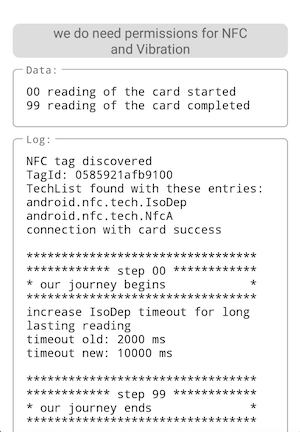 we do need permissions for NFC
and Vibration
Data:
00 reading of the card started
99 reading of the card completed
Log:
NFC tag discovered
TagId: 0585921afb9100
TechList found with these entries:
android.nfc.tech.IsoDep
android.nfc.tech.NfcA
connection with card success
*********************************
************ step 00 ************
* our journey begins            *
*********************************
increase IsoDep timeout for long
lasting reading
timeout old: 2000 ms
timeout new: 10000 ms
*********************************
************ step 99 ************
* our journey ends              *
*********************************